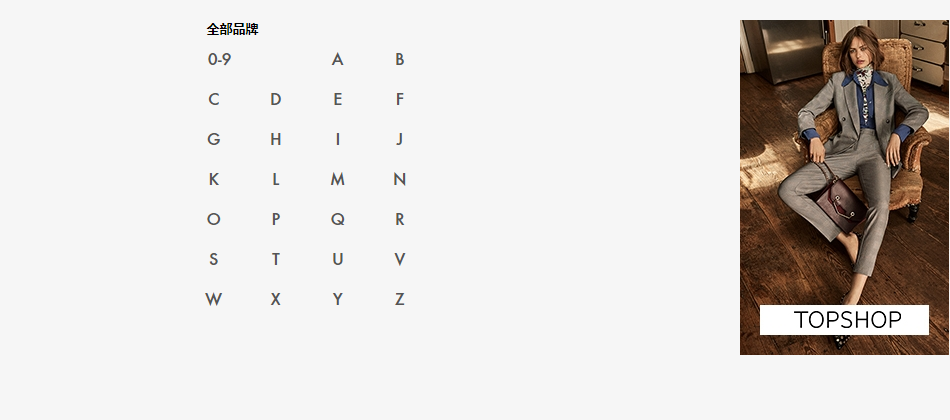 全部品牌
0-9 A B
C D E F
G H I J
K L M N
O P Q R
S T U V
W X Y Z
TOPSHOP